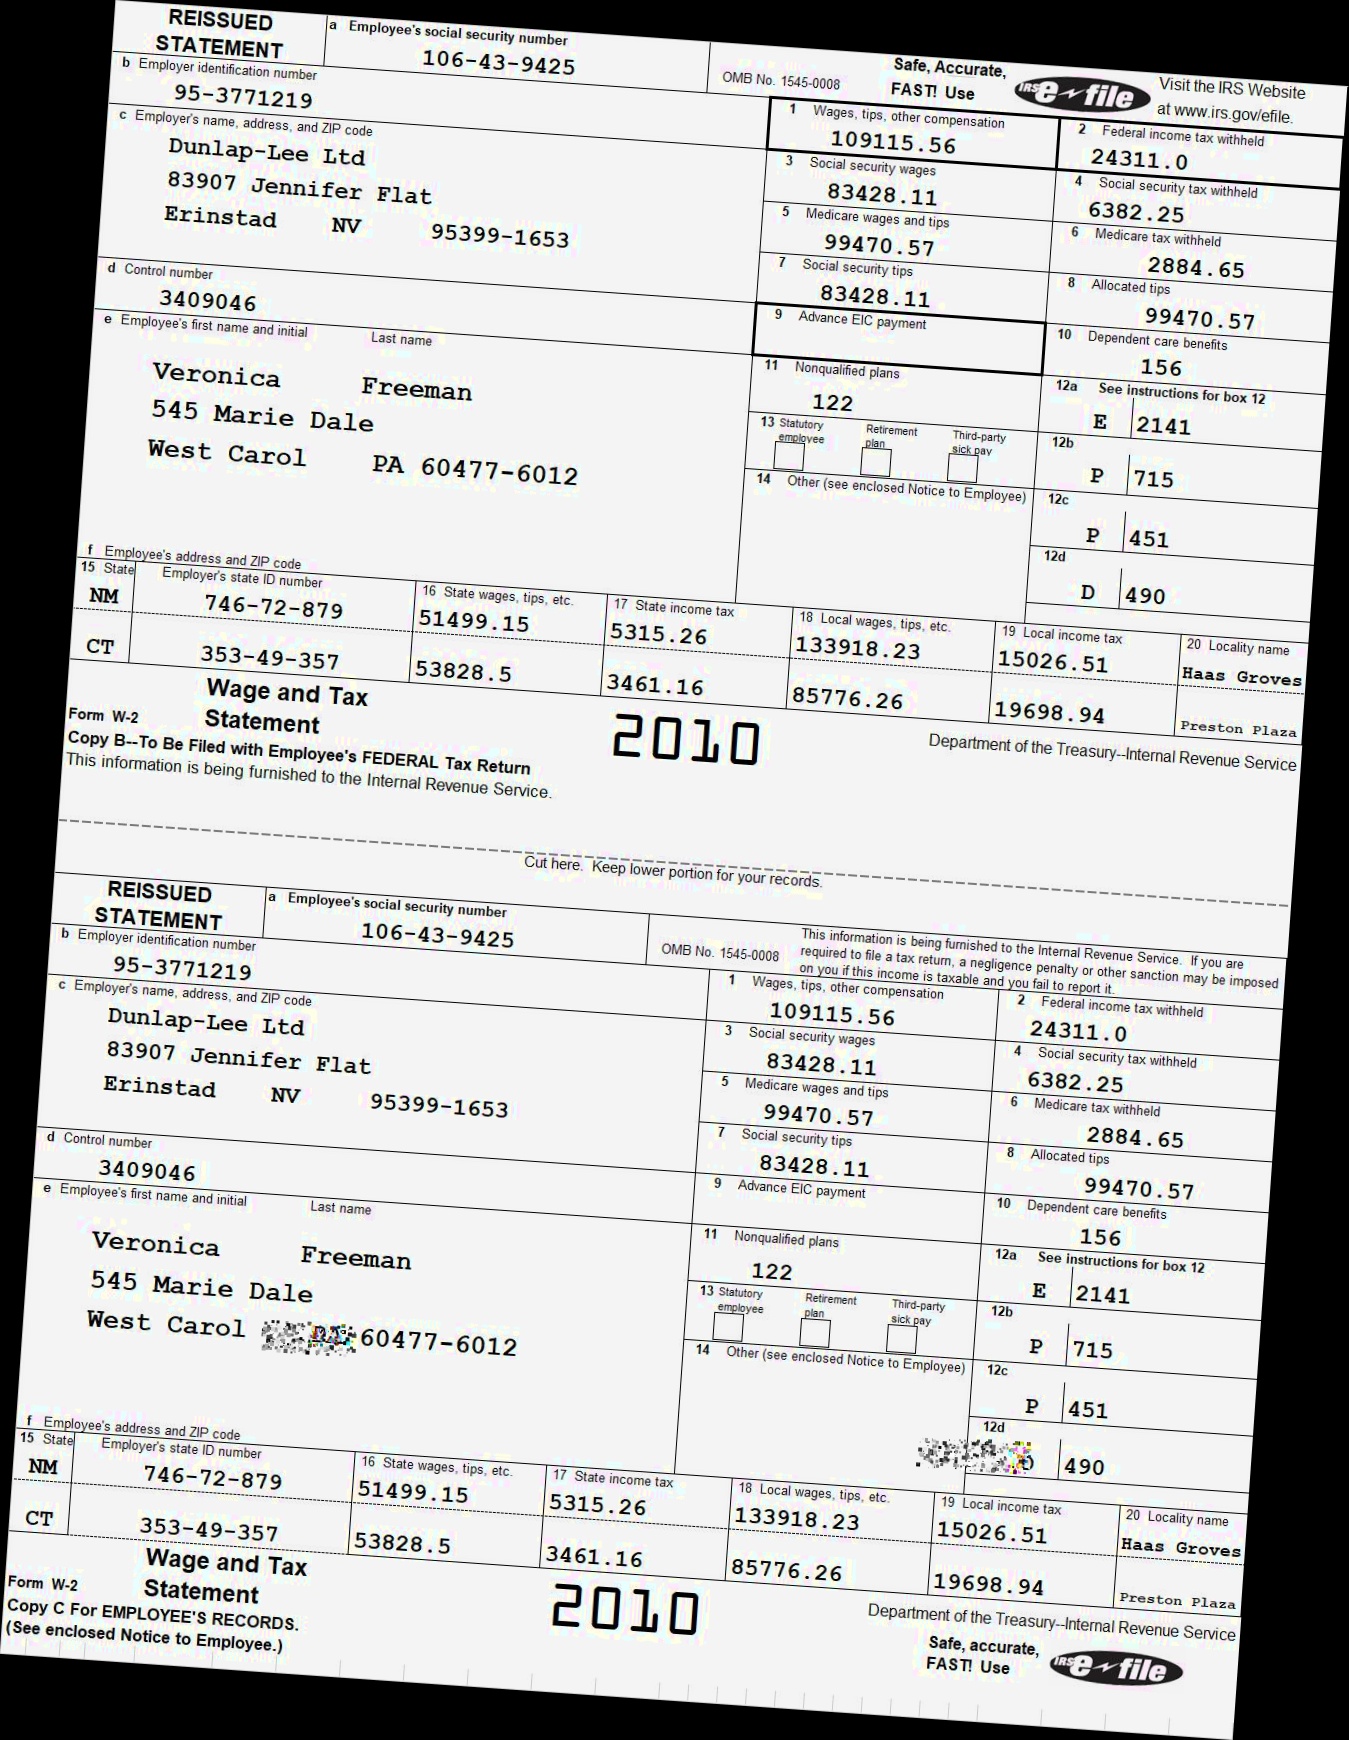 REISSUED STATEMENT
a Employee's social security number
106-43-9425
OMB No. 1545-0008
Safe, Accurate, FAST! Use
IRS e-file
Visit the IRS Website at www.irs.gov/efile.
b Employer identification number
95-3771219
1 Wages, tips, other compensation
109115.56
2 Federal income tax withheld
24311.0
c Employer's name, address, and ZIP code
Dunlap-Lee Ltd
83907 Jennifer Flat
Erinstad NV 95399-1653
3 Social security wages
83428.11
4 Social security tax withheld
6382.25
5 Medicare wages and tips
99470.57
6 Medicare tax withheld
2884.65
d Control number
3409046
7 Social security tips
83428.11
8 Allocated tips
99470.57
e Employee's first name and initial Last name
Veronica Freeman
545 Marie Dale
West Carol PA 60477-6012
9 Advance EIC payment
10 Dependent care benefits
156
11 Nonqualified plans
122
12a See instructions for box 12
E 2141
13 Statutory employee Retirement plan Third-party sick pay
12b
P 715
14 Other (see enclosed Notice to Employee)
12c
P 451
12d
D 490
f Employee's address and ZIP code
15 State Employer's state ID number
16 State wages, tips, etc.
17 State income tax
18 Local wages, tips, etc.
19 Local income tax
20 Locality name
NM 746-72-879 51499.15 5315.26 133918.23 15026.51 Haas Groves
CT 353-49-357 53828.5 3461.16 85776.26 19698.94 Preston Plaza
Form W-2 Wage and Tax Statement
2010
Department of the Treasury--Internal Revenue Service
Copy B--To Be Filed with Employee's FEDERAL Tax Return
This information is being furnished to the Internal Revenue Service.
Cut here. Keep lower portion for your records.
REISSUED STATEMENT
a Employee's social security number
106-43-9425
OMB No. 1545-0008
This information is being furnished to the Internal Revenue Service. If you are
required to file a tax return, a negligence penalty or other sanction may be imposed
on you if this income is taxable and you fail to report it.
b Employer identification number
95-3771219
1 Wages, tips, other compensation
109115.56
2 Federal income tax withheld
24311.0
c Employer's name, address, and ZIP code
Dunlap-Lee Ltd
83907 Jennifer Flat
Erinstad NV 95399-1653
3 Social security wages
83428.11
4 Social security tax withheld
6382.25
5 Medicare wages and tips
99470.57
6 Medicare tax withheld
2884.65
d Control number
3409046
7 Social security tips
83428.11
8 Allocated tips
99470.57
e Employee's first name and initial Last name
Veronica Freeman
545 Marie Dale
West Carol 60477-6012
9 Advance EIC payment
10 Dependent care benefits
156
11 Nonqualified plans
122
12a See instructions for box 12
E 2141
13 Statutory employee Retirement plan Third-party sick pay
12b
P 715
14 Other (see enclosed Notice to Employee)
12c
P 451
12d
490
f Employee's address and ZIP code
15 State Employer's state ID number
16 State wages, tips, etc.
17 State income tax
18 Local wages, tips, etc.
19 Local income tax
20 Locality name
NM 746-72-879 51499.15 5315.26 133918.23 15026.51 Haas Groves
CT 353-49-357 53828.5 3461.16 85776.26 19698.94 Preston Plaza
Form W-2 Wage and Tax Statement
2010
Department of the Treasury--Internal Revenue Service
Copy C For EMPLOYEE'S RECORDS.
(See enclosed Notice to Employee.)
Safe, accurate, FAST! Use
IRS e-file